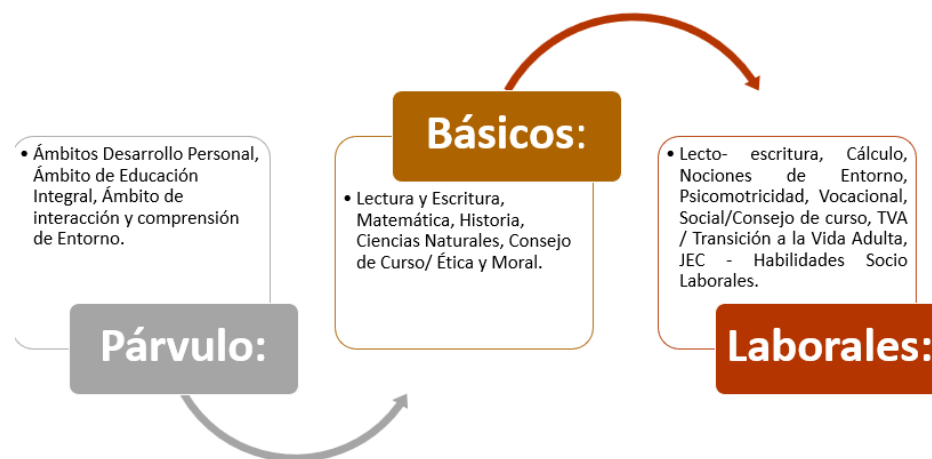 • Ámbitos Desarrollo Personal,
Ámbito de Educación
Integral, Ámbito de
interacción y comprensión
de Entorno.
Párvulo:
Básicos:
• Lectura y Escritura,
Matemática, Historia,
Ciencias Naturales, Consejo
de Curso/ Ética y Moral.
• Lecto- escritura, Cálculo,
Nociones de Entorno,
Psicomotricidad, Vocacional,
Social/Consejo de curso, TVA
/ Transición a la Vida Adulta,
JEC - Habilidades Socio
Laborales.
Laborales: